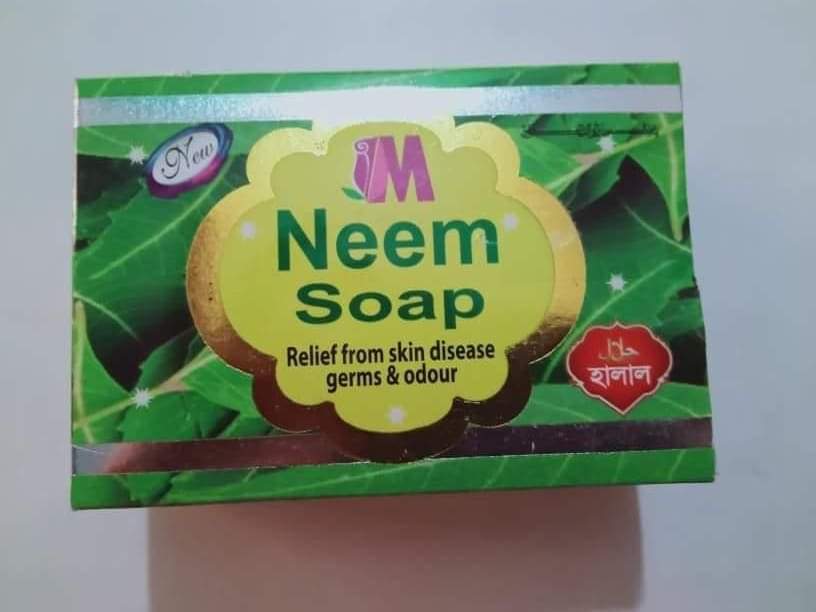 New
M
Neem
Soap
Relief from skin disease
germs & odour
حلال
হালাল